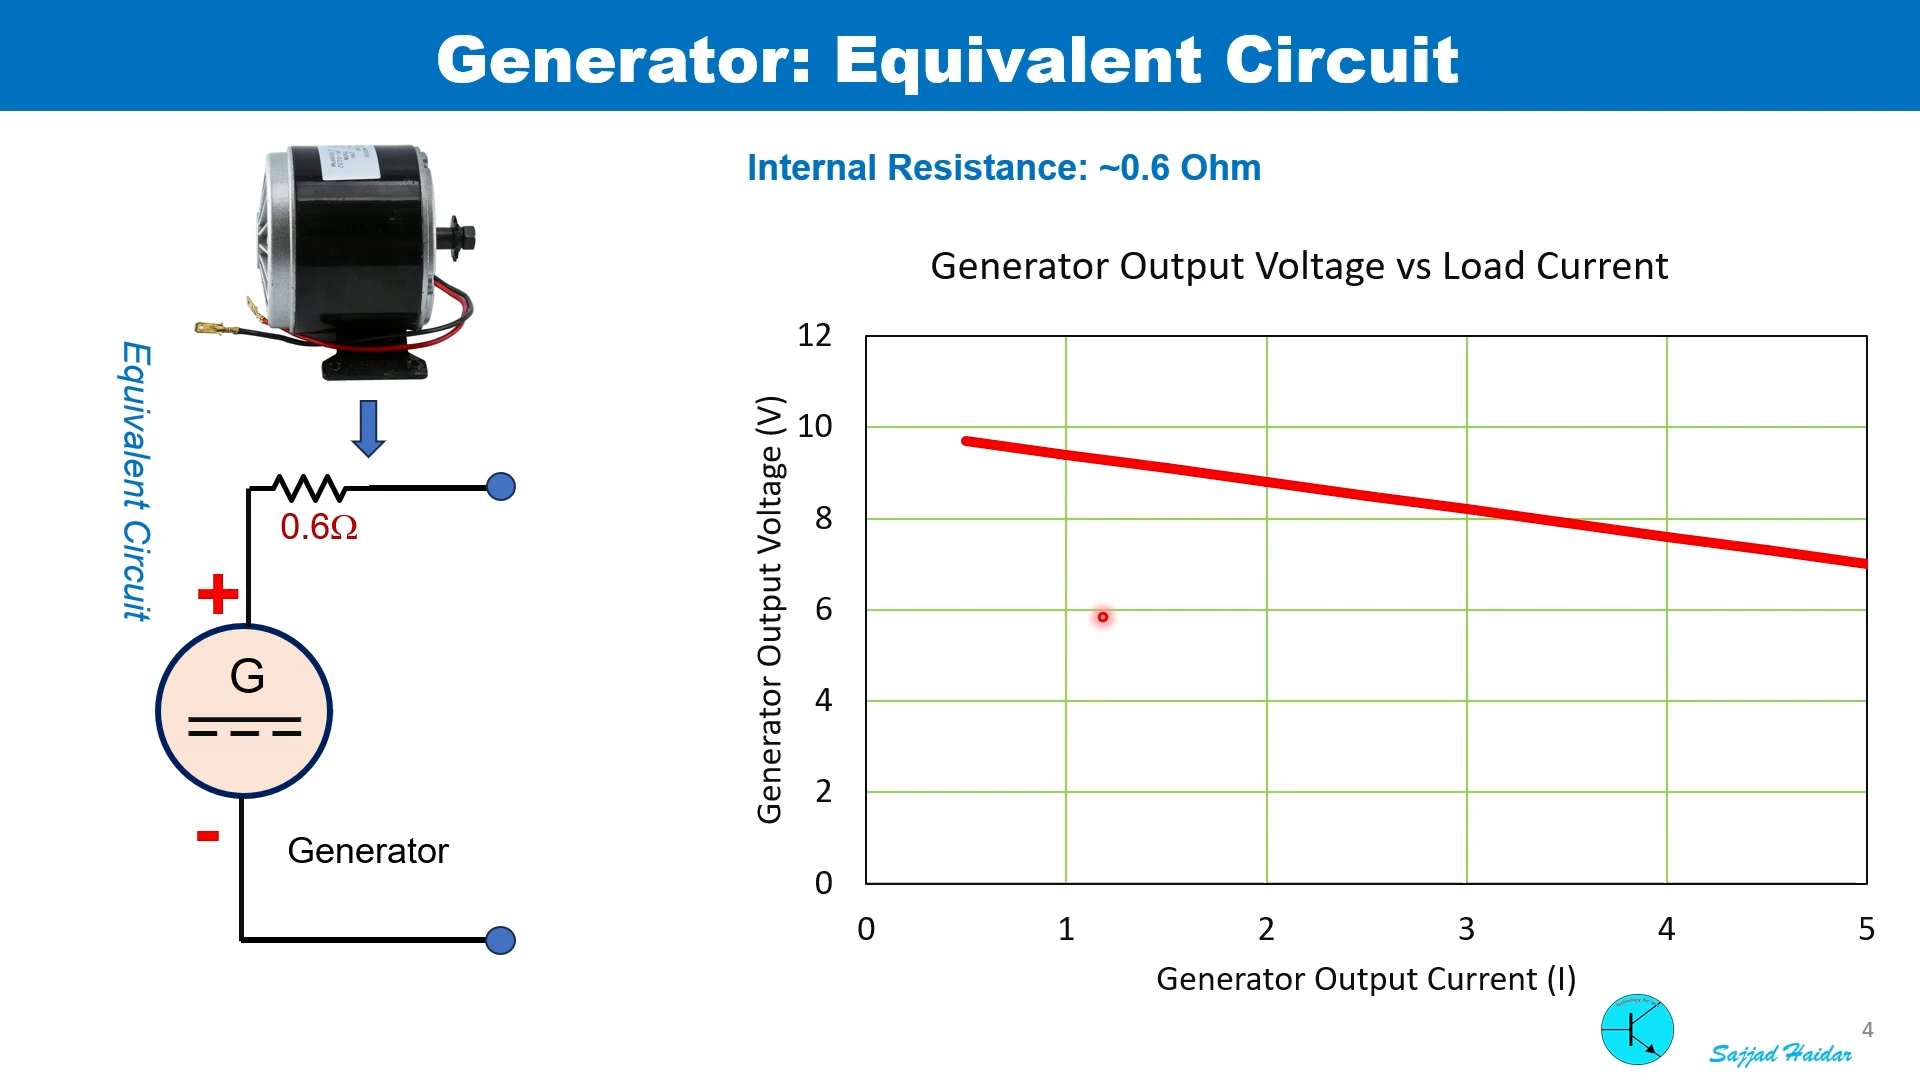 Generator: Equivalent Circuit
Internal Resistance: ~0.6 Ohm
Equivalent Circuit
0.6Ω
+
G
-
Generator
Generator Output Voltage vs Load Current
Generator Output Voltage (V)
12
10
8
6
4
2
0
0 1 2 3 4 5
Generator Output Current (I)
Sajjad Haidar
4